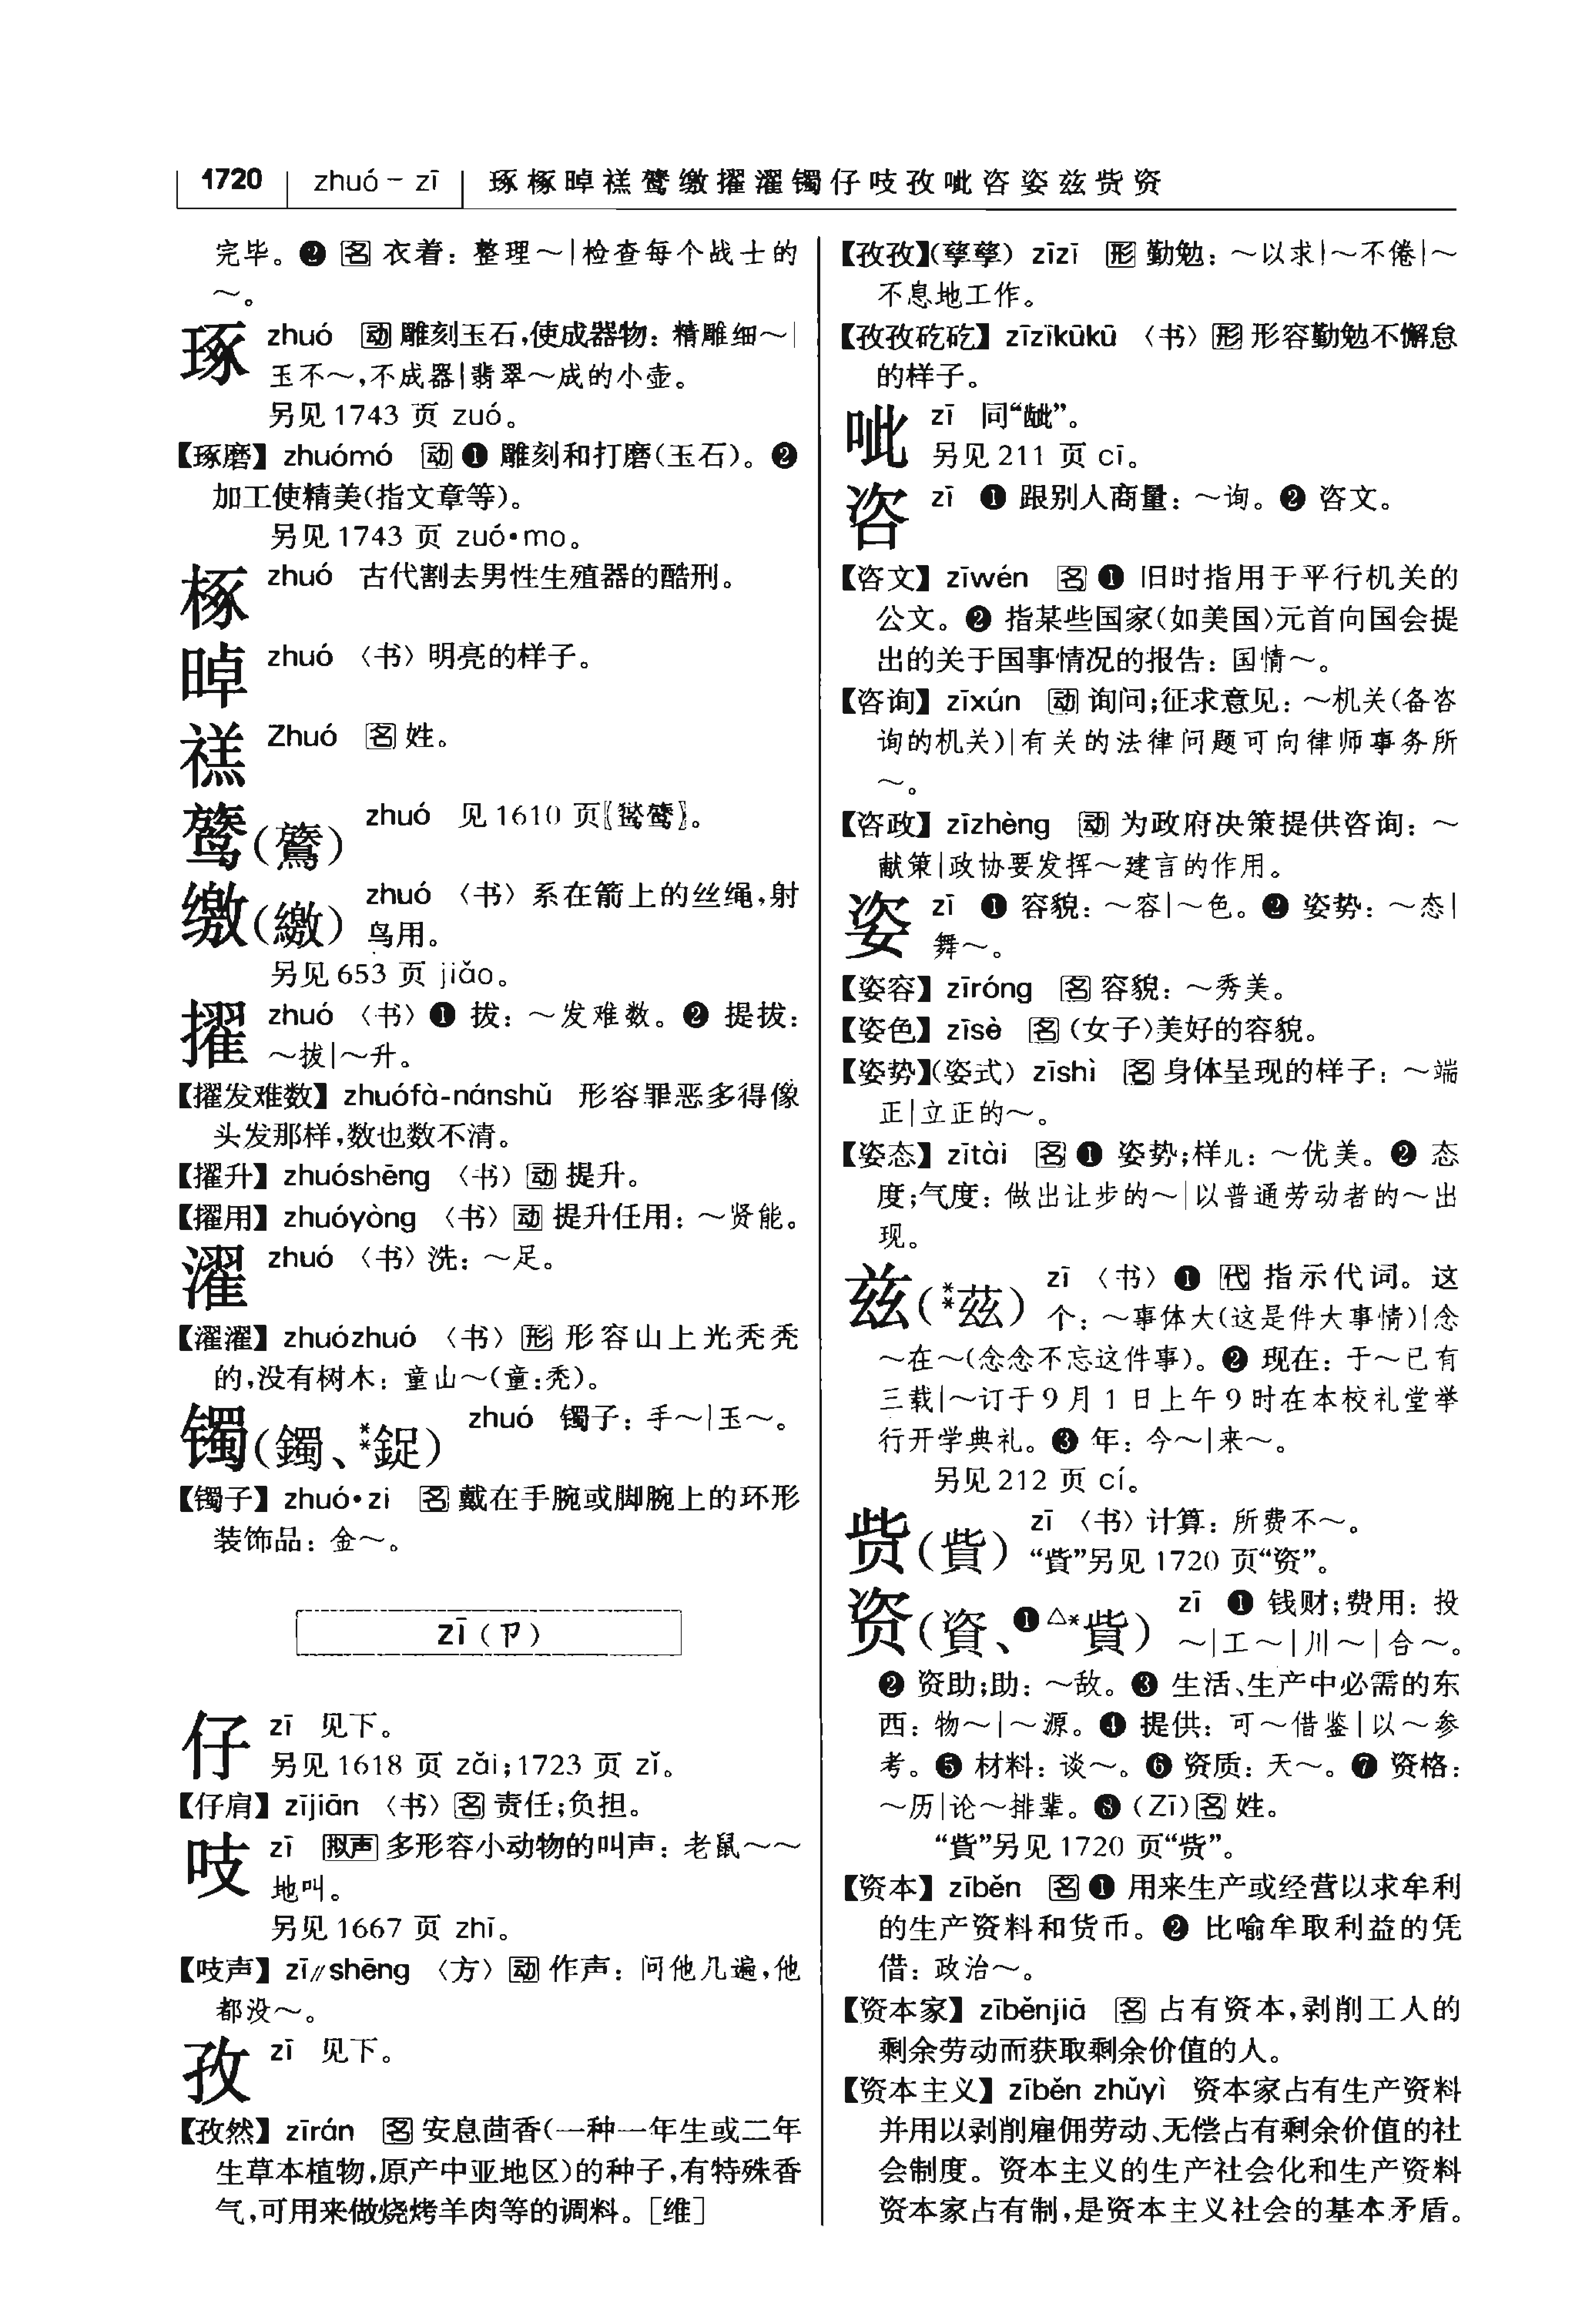 1720 zhuó－zī 琢椓晫禚䴉缴擢濯镯仔吱孜呲咨姿兹赀资
完毕。❷ 名 衣着：整理～|检查每个战士的
～。
琢 zhuó 动 雕刻玉石，使成器物：精雕细～|
玉不～，不成器|翡翠～成的小壶。
另见 1743 页 zuó。
【琢磨】 zhuómó 动 ❶ 雕刻和打磨(玉石)。❷
加工使精美(指文章等)。
另见 1743 页 zuó·mo。
椓 zhuó 古代割去男性生殖器的酷刑。
晫 zhuó 〈书〉明亮的样子。
禚 Zhuó 名 姓。
(鷟) zhuó 见 1610 页
缴(繳) zhuó 〈书〉系在箭上的丝绳，射
鸟用。
另见 653 页 jiǎo。
擢 zhuó 〈书〉❶ 拔：～发难数。❷ 提拔：
～拔|～升。
【擢发难数】 zhuófà-nánshǔ 形容罪恶多得像
头发那样，数也数不清。
【擢升】 zhuóshēng 〈书〉动 提升。
【擢用】 zhuóyòng 〈书〉动 提升任用：～贤能。
濯 zhuó 〈书〉洗：～足。
【濯濯】 zhuózhuó 〈书〉形 形容山上光秃秃
的，没有树木：童山～(童：秃)。
镯(鐲、**鋜) zhuó 镯子：手～|玉～。
【镯子】 zhuó·zi 名 戴在手腕或脚腕上的环形
装饰品：金～。
zī（ㄗ）
仔 zī 见下。
另见 1618 页 zǎi；1723 页 zǐ。
【仔肩】 zījiān 〈书〉名 责任；负担。
吱 zī 拟声 多形容小动物的叫声：老鼠～～
地叫。
另见 1667 页 zhī。
【吱声】 zī∥shēng 〈方〉动 作声：问他几遍，他
都没～。
孜 zī 见下。
【孜然】 zīrán 名 安息茴香(一种一年生或二年
生草本植物，原产中亚地区)的种子，有特殊香
气，可用来做烧烤羊肉等的调料。[维]
【孜孜】(孳孳) zīzī 形 勤勉：～以求|～不倦|～
不息地工作。
【孜孜矻矻】 zīzīkūkū 〈书〉形 形容勤勉不懈怠
的样子。
呲 zī 同“龇”。
另见 211 页 cī。
咨 zī ❶ 跟别人商量：～询。❷ 咨文。
【咨文】 zīwén 名 ❶ 旧时指用于平行机关的
公文。❷ 指某些国家(如美国)元首向国会提
出的关于国事情况的报告：国情～。
【咨询】 zīxún 动 询问；征求意见：～机关(备咨
询的机关)|有关的法律问题可向律师事务所
～。
【咨政】 zīzhèng 动 为政府决策提供咨询：～
献策|政协要发挥～建言的作用。
姿 zī ❶ 容貌：～容|～色。❷ 姿势：～态|
舞～。
【姿容】 zīróng 名 容貌：～秀美。
【姿色】 zīsè 名 (女子)美好的容貌。
【姿势】(姿式) zīshì 名 身体呈现的样子：～端
正|立正的～。
【姿态】 zītài 名 ❶ 姿势；样儿：～优美。❷ 态
度；气度：做出让步的～|以普通劳动者的～出
现。
兹(**茲) zī 〈书〉❶ 代 指示代词。这
个：～事体大(这是件大事情)|念
～在～(念念不忘这件事)。❷ 现在：于～已有
三载|～订于 9 月 1 日上午 9 时在本校礼堂举
行开学典礼。❸ 年：今～|来～。
另见 212 页 cí。
赀(貲) zī 〈书〉计算：所费不～。
“貲”另见 1720 页“资”。
资(資、❶△*貲) zī ❶ 钱财；费用：投
～|工～|川～|合～。
❷ 资助；助：～敌。❸ 生活、生产中必需的东
西：物～|～源。❹ 提供：可～借鉴|以～参
考。❺ 材料：谈～。❻ 资质：天～。❼ 资格：
～历|论～排辈。❽ (Zī)名 姓。
“貲”另见 1720 页“赀”。
【资本】 zīběn 名 ❶ 用来生产或经营以求牟利
的生产资料和货币。❷ 比喻牟取利益的凭
借：政治～。
【资本家】 zīběnjiā 名 占有资本，剥削工人的
剩余劳动而获取剩余价值的人。
【资本主义】 zīběn zhǔyì 资本家占有生产资料
并用以剥削雇佣劳动、无偿占有剩余价值的社
会制度。资本主义的生产社会化和生产资料
资本家占有制，是资本主义社会的基本矛盾。